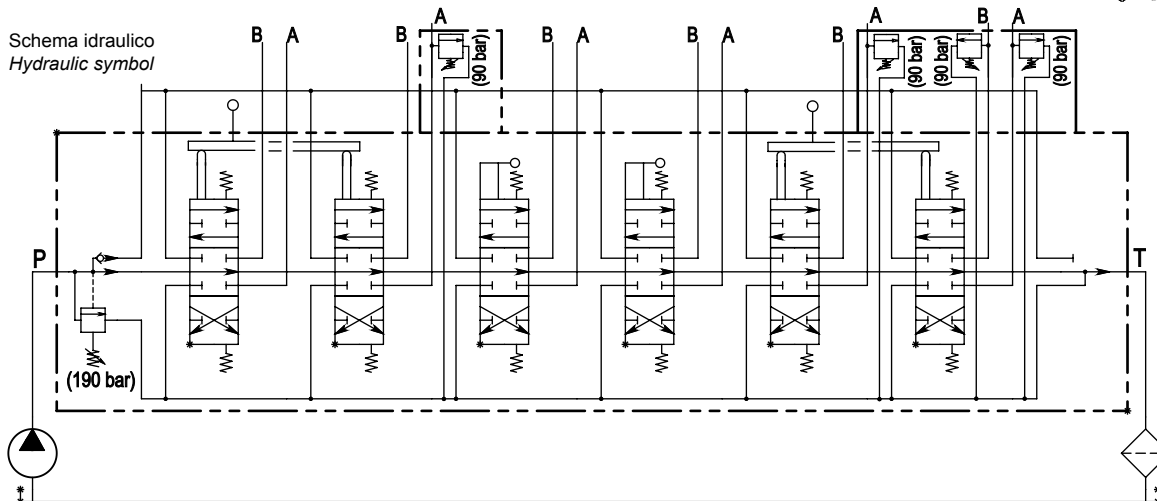 Schema idraulico
Hydraulic symbol
B A
B
A
(90 bar)
B A
B A
B
A
(90 bar)
(90 bar)
B
A
(90 bar)
P
T
(190 bar)